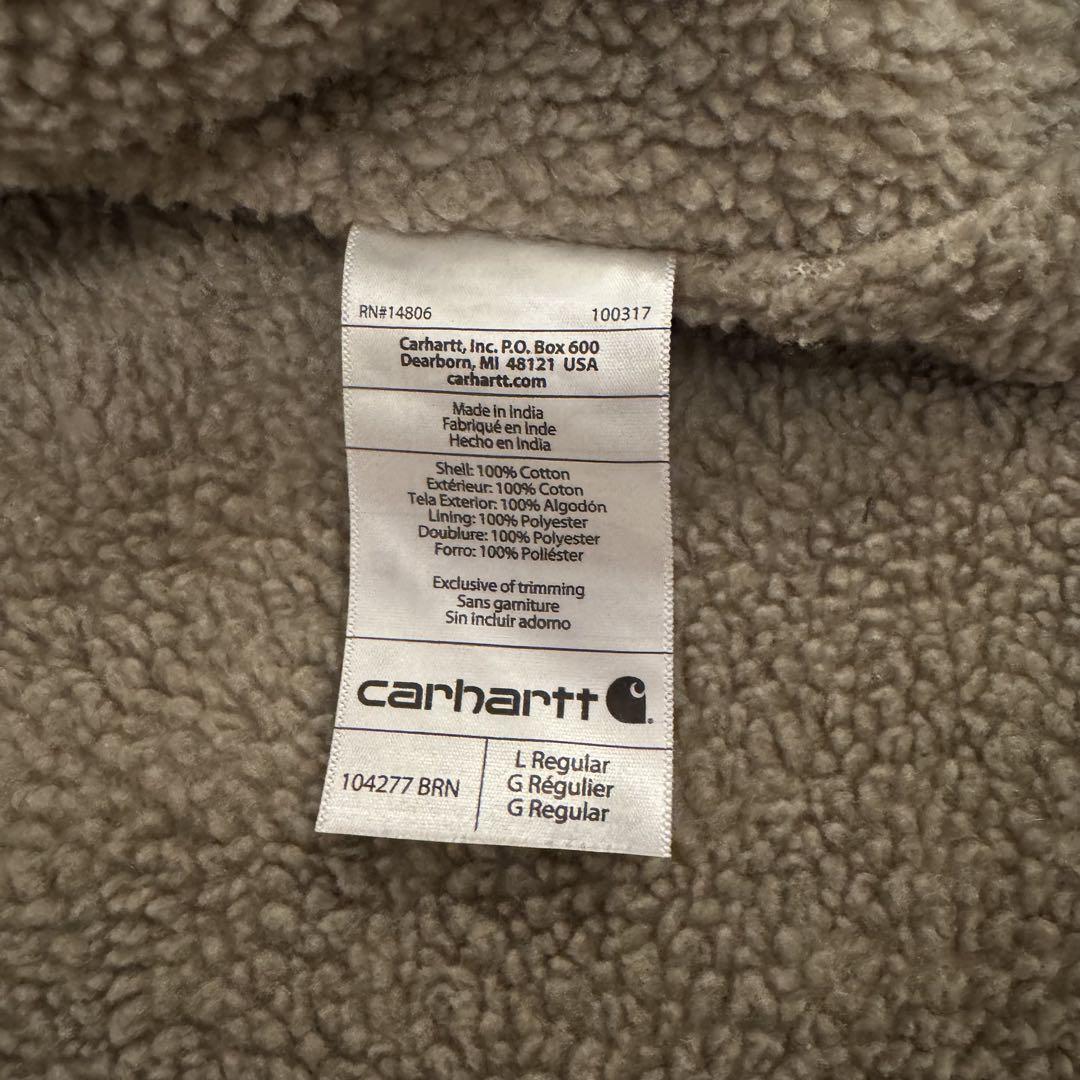 RN#14806 100317
Carhartt, Inc. P.O. Box 600
Dearborn, MI 48121 USA
carhartt.com
Made in India
Fabriqué en Inde
Hecho en India
Shell: 100% Cotton
Extérieur: 100% Coton
Tela Exterior: 100% Algodón
Lining: 100% Polyester
Doublure: 100% Polyester
Forro: 100% Poliéster
Exclusive of trimming
Sans garniture
Sin incluir adorno
carhartt
104277 BRN
L Regular
G Régulier
G Regular